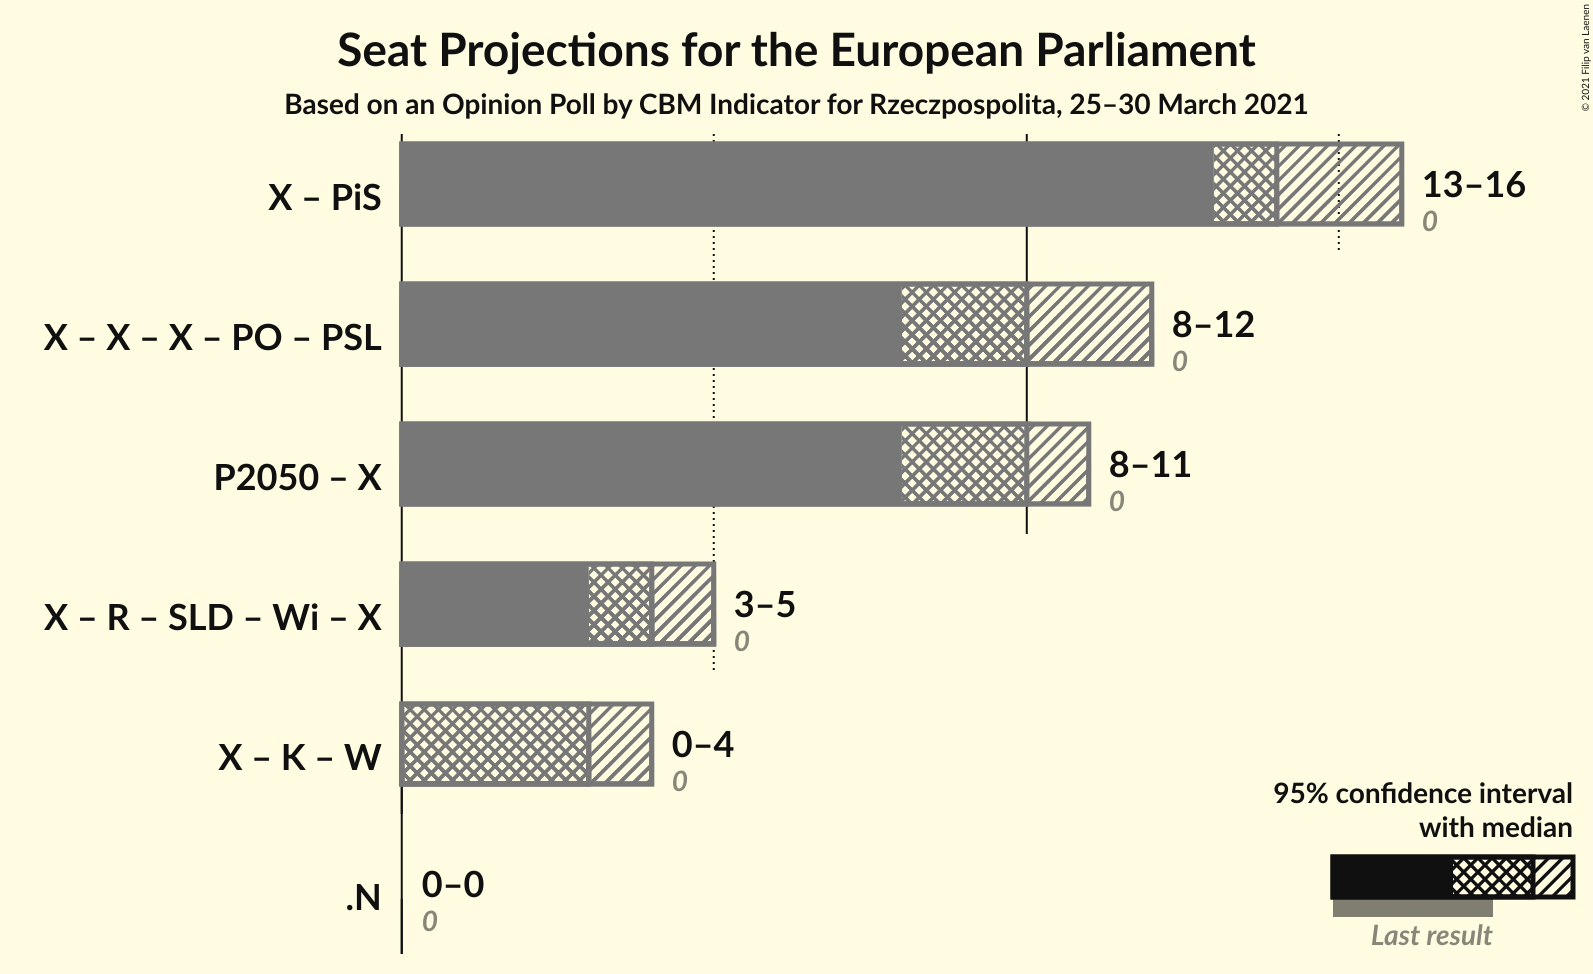 Seat Projections for the European Parliament
Based on an Opinion Poll by CBM Indicator for Rzeczpospolita, 25–30 March 2021
© 2021 Filip van Laenen
X – PiS
13–16
0
X – X – X – PO – PSL
8–12
0
P2050 – X
8–11
0
X – R – SLD – Wi – X
3–5
0
X – K – W
0–4
0
.N
0–0
0
95% confidence interval
with median
Last result